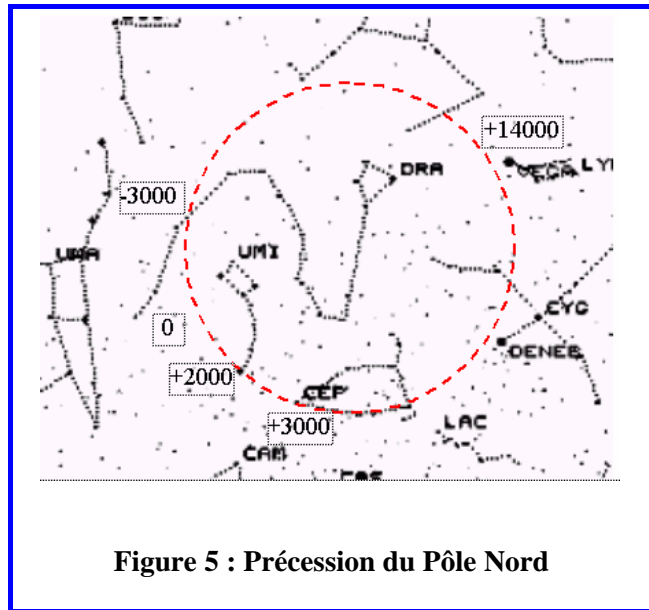 +14000
DRA
VEGA LY
-3000
UMA
UMI
0
CYG
DENEB
+2000
CEP
+3000
LAC
CAM
Figure 5 : Précession du Pôle Nord